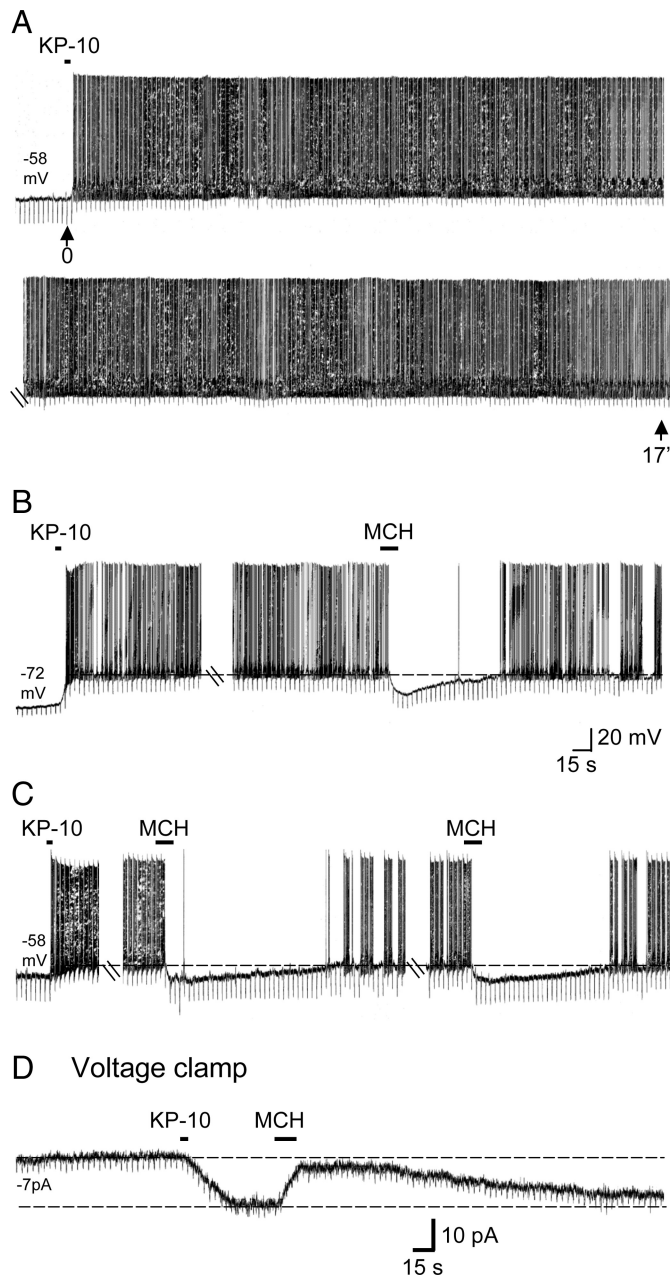 A
KP-10
-58
mV
0
17'
B
KP-10 MCH
-72
mV
20 mV
15 s
C
KP-10 MCH MCH
-58
mV
D Voltage clamp
KP-10 MCH
-7pA
10 pA
15 s